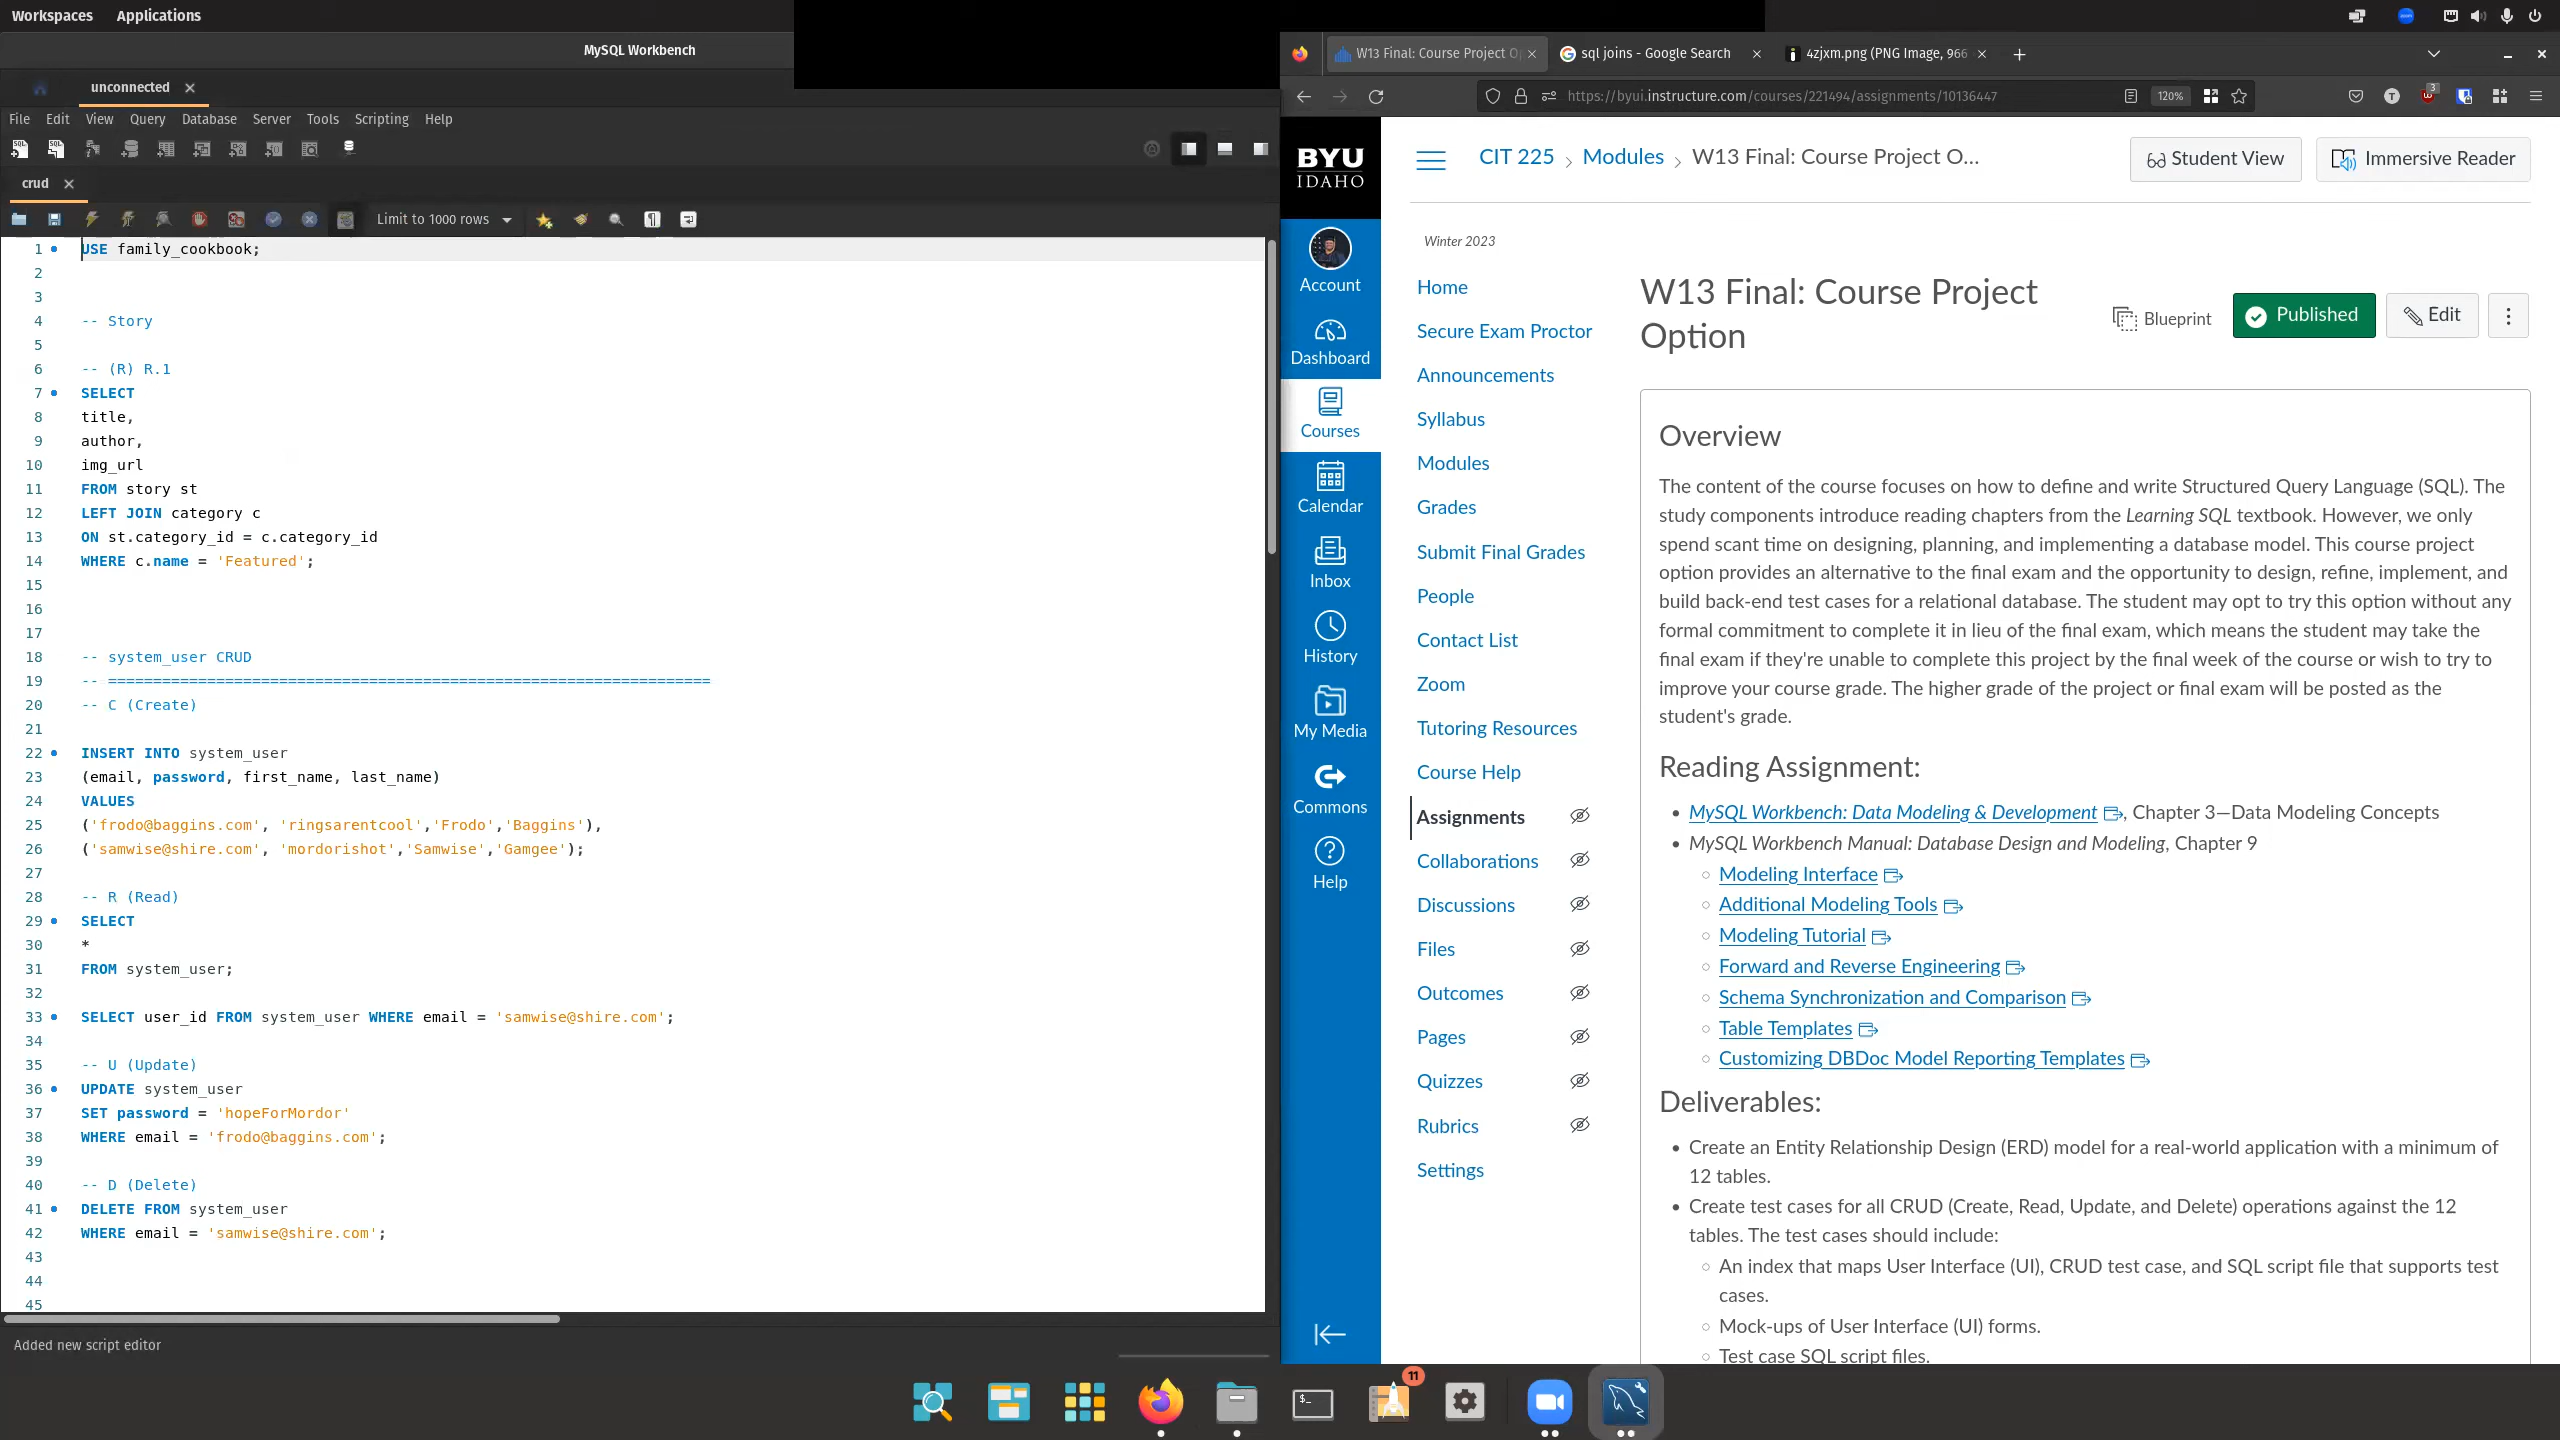 Workspaces Applications
MySQL Workbench
unconnected
File Edit View Query Database Server Tools Scripting Help
crud
Limit to 1000 rows
1 USE family_cookbook;
2
3
4 -- Story
5
6 -- (R) R.1
7 SELECT
8 title,
9 author,
10 img_url
11 FROM story st
12 LEFT JOIN category c
13 ON st.category_id = c.category_id
14 WHERE c.name = 'Featured';
15
16
17
18 -- system_user CRUD
19 -- ===================================================================
20 -- C (Create)
21
22 INSERT INTO system_user
23 (email, password, first_name, last_name)
24 VALUES
25 ('frodo@baggins.com', 'ringsarentcool','Frodo','Baggins'),
26 ('samwise@shire.com', 'mordorishot','Samwise','Gamgee');
27
28 -- R (Read)
29 SELECT
30 *
31 FROM system_user;
32
33 SELECT user_id FROM system_user WHERE email = 'samwise@shire.com';
34
35 -- U (Update)
36 UPDATE system_user
37 SET password = 'hopeForMordor'
38 WHERE email = 'frodo@baggins.com';
39
40 -- D (Delete)
41 DELETE FROM system_user
42 WHERE email = 'samwise@shire.com';
43
44
45
Added new script editor
W13 Final: Course Project Op
sql joins - Google Search
4zjxm.png (PNG Image, 966
https://byui.instructure.com/courses/221494/assignments/10136447
120%
T
3
BYU
IDAHO
Account
Dashboard
Courses
Calendar
Inbox
History
My Media
Commons
Help
CIT 225 › Modules › W13 Final: Course Project O...
Student View
Immersive Reader
Winter 2023
Home
Secure Exam Proctor
Announcements
Syllabus
Modules
Grades
Submit Final Grades
People
Contact List
Zoom
Tutoring Resources
Course Help
Assignments
Collaborations
Discussions
Files
Outcomes
Pages
Quizzes
Rubrics
Settings
W13 Final: Course Project
Option
Blueprint
Published
Edit
Overview
The content of the course focuses on how to define and write Structured Query Language (SQL). The
study components introduce reading chapters from the Learning SQL textbook. However, we only
spend scant time on designing, planning, and implementing a database model. This course project
option provides an alternative to the final exam and the opportunity to design, refine, implement, and
build back-end test cases for a relational database. The student may opt to try this option without any
formal commitment to complete it in lieu of the final exam, which means the student may take the
final exam if they're unable to complete this project by the final week of the course or wish to try to
improve your course grade. The higher grade of the project or final exam will be posted as the
student's grade.
Reading Assignment:
MySQL Workbench: Data Modeling & Development, Chapter 3—Data Modeling Concepts
MySQL Workbench Manual: Database Design and Modeling, Chapter 9
Modeling Interface
Additional Modeling Tools
Modeling Tutorial
Forward and Reverse Engineering
Schema Synchronization and Comparison
Table Templates
Customizing DBDoc Model Reporting Templates
Deliverables:
Create an Entity Relationship Design (ERD) model for a real-world application with a minimum of
12 tables.
Create test cases for all CRUD (Create, Read, Update, and Delete) operations against the 12
tables. The test cases should include:
An index that maps User Interface (UI), CRUD test case, and SQL script file that supports test
cases.
Mock-ups of User Interface (UI) forms.
Test case SQL script files.
11